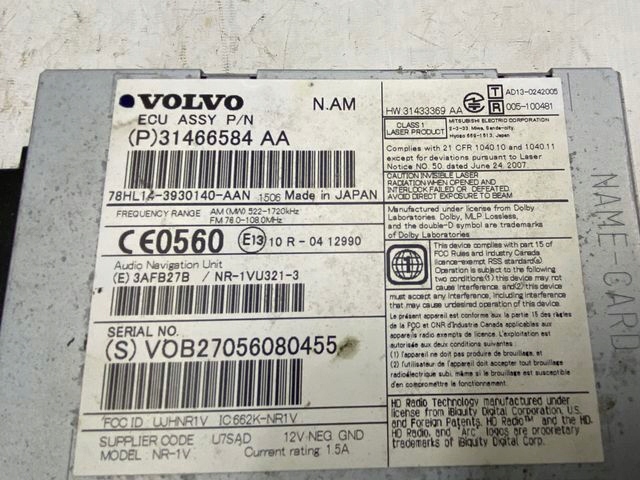 VOLVO N.AM
ECU ASSY P/N
(P)31466584 AA
78HL14-3930140-AAN 1506 Made in JAPAN
FREQUENCY RANGE AM (MW) 522-1720kHz
FM 76.0-108.0MHz
CE0560 E13 10 R - 04 12990
Audio Navigation Unit
(E) 3AFB27B / NR-1VU321-3
SERIAL NO.
(S) VOB27056080455
FCC ID : WJHNR1V IC 662K-NR1V
SUPPLIER CODE U7SAD 12V NEG GND
MODEL: NR-1V Current rating 1.5A
HW 31433369 AA
T AD13-0242005
R 005-100481
CLASS 1
LASER PRODUCT
MITSUBISHI ELECTRIC CORPORATION
2-3-33, Miwa, Sanda-city,
Hyogo 669-1513, Japan
Complies with 21 CFR 1040.10 and 1040.11
except for deviations pursuant to Laser
Notice NO. 50, dated June 24, 2007.
CAUTION INVISIBLE LASER
RADIATION WHEN OPENED AND
INTERLOCK FAILED OR DEFEATED.
AVOID DIRECT EXPOSURE TO BEAM
Manufactured under license from Dolby
Laboratories. Dolby, MLP Lossless,
and the double-D symbol are trademarks
of Dolby Laboratories
This device complies with part 15 of
FCC Rules and Industry Canada
licence-exempt RSS standard(s).
Operation is subject to the following
two conditions: (1) this device may not
cause interference, and(2) this device
must accept any interference, including interference that
may cause undesired operation of the device.
Le présent appareil est conforme aux la partie 15 des règles de
la FCC et CNR d'Industrie Canada applicables aux appareils
radio exempts de licence. L'exploitation est
autorisée aux deux conditions suivantes :
(1) l'appareil ne doit pas produire de brouillage, et
(2) l'utilisateur de l'appareil doit accepter tout brouillage
radioélectrique subi, même si le brouillage est susceptible
d'en compromettre le fonctionnement.
HD Radio Technology manufactured under
license from iBiquity Digital Corporation. U.S.
and Foreign Patents. HD Radio™ and the HD,
HD Radio, and "Arc" logos are proprietary
trademarks of iBiquity Digital Corp.
NAME CARD